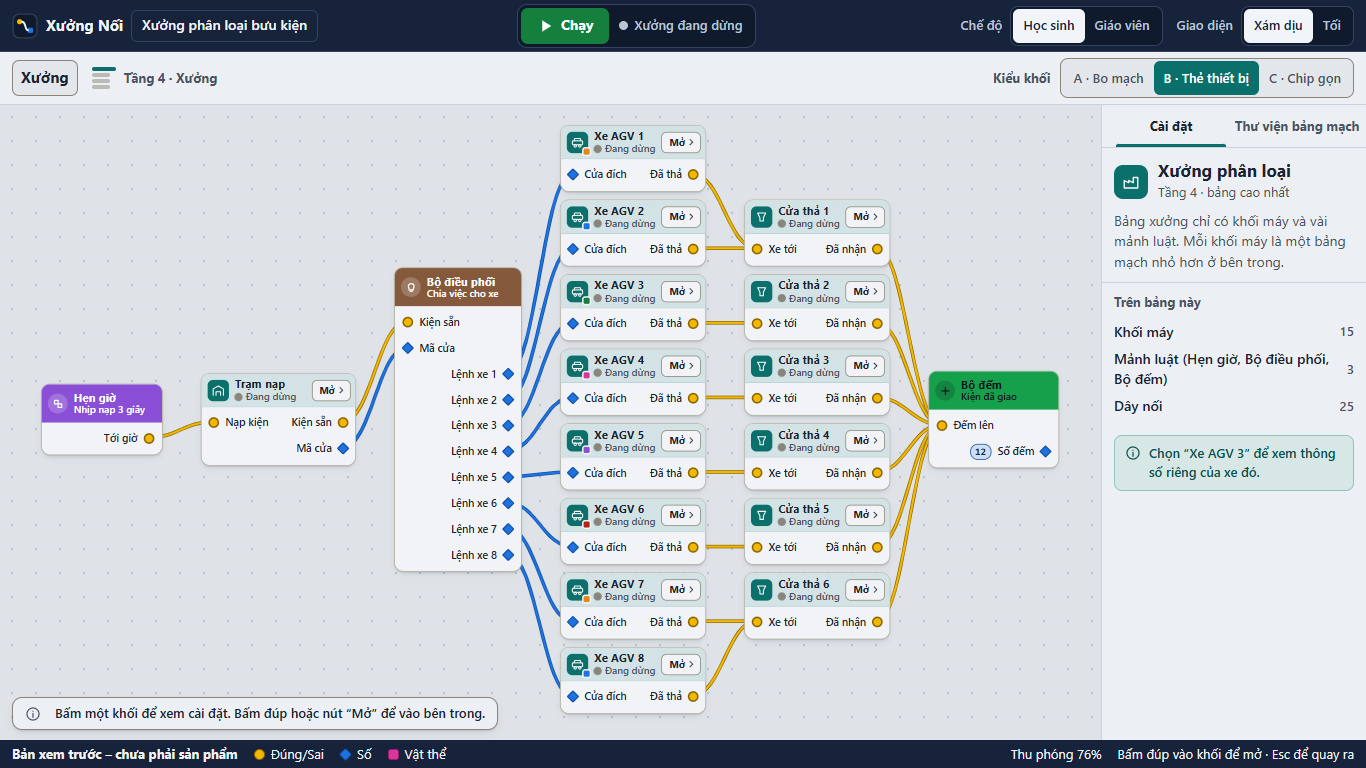 Xưởng Nối
Xưởng phân loại bưu kiện
Chạy
Xưởng đang dừng
Chế độ
Học sinh
Giáo viên
Giao diện
Xám dịu
Tối
Xưởng
Tầng 4 · Xưởng
Kiểu khối
A · Bo mạch
B · Thẻ thiết bị
C · Chip gọn
Hẹn giờ
Nhịp nạp 3 giây
Tới giờ
Trạm nạp
Đang dừng
Mở
Nạp kiện
Kiện sẵn
Mã cửa
Bộ điều phối
Chia việc cho xe
Kiện sẵn
Mã cửa
Lệnh xe 1
Lệnh xe 2
Lệnh xe 3
Lệnh xe 4
Lệnh xe 5
Lệnh xe 6
Lệnh xe 7
Lệnh xe 8
Xe AGV 1
Đang dừng
Mở
Cửa đích
Đã thả
Xe AGV 2
Đang dừng
Mở
Cửa đích
Đã thả
Xe AGV 3
Đang dừng
Mở
Cửa đích
Đã thả
Xe AGV 4
Đang dừng
Mở
Cửa đích
Đã thả
Xe AGV 5
Đang dừng
Mở
Cửa đích
Đã thả
Xe AGV 6
Đang dừng
Mở
Cửa đích
Đã thả
Xe AGV 7
Đang dừng
Mở
Cửa đích
Đã thả
Xe AGV 8
Đang dừng
Mở
Cửa đích
Đã thả
Cửa thả 1
Đang dừng
Mở
Xe tới
Đã nhận
Cửa thả 2
Đang dừng
Mở
Xe tới
Đã nhận
Cửa thả 3
Đang dừng
Mở
Xe tới
Đã nhận
Cửa thả 4
Đang dừng
Mở
Xe tới
Đã nhận
Cửa thả 5
Đang dừng
Mở
Xe tới
Đã nhận
Cửa thả 6
Đang dừng
Mở
Xe tới
Đã nhận
Bộ đếm
Kiện đã giao
Đếm lên
12
Số đếm
Cài đặt
Thư viện bảng mạch
Xưởng phân loại
Tầng 4 · bảng cao nhất
Bảng xưởng chỉ có khối máy và vài
mảnh luật. Mỗi khối máy là một bảng
mạch nhỏ hơn ở bên trong.
Trên bảng này
Khối máy 15
Mảnh luật (Hẹn giờ, Bộ điều phối,
Bộ đếm) 3
Dây nối 25
Chọn “Xe AGV 3” để xem thông
số riêng của xe đó.
Bấm một khối để xem cài đặt. Bấm đúp hoặc nút “Mở” để vào bên trong.
Bản xem trước – chưa phải sản phẩm
Đúng/Sai
Số
Vật thể
Thu phóng 76%
Bấm đúp vào khối để mở · Esc để quay ra